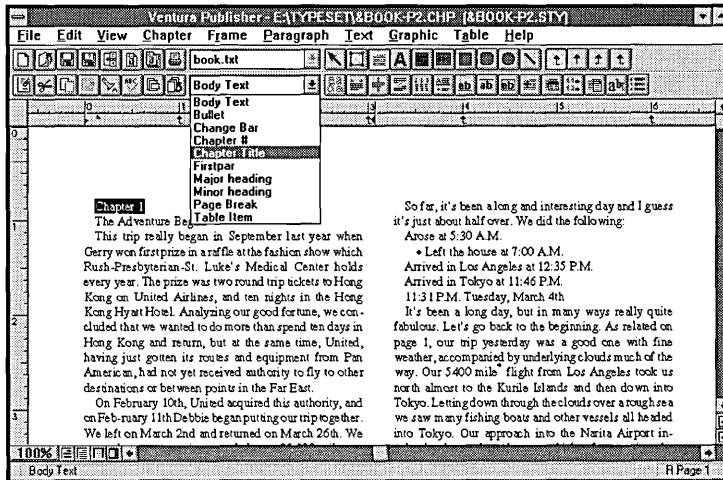 Ventura Publisher - E:\TYPESET\&BOOK-P2.CHP [&BOOK-P2.STY]
File Edit View Chapter Frame Paragraph Text Graphic Table Help
book.txt
Body Text
Body Text
Bullet
Change Bar
Chapter #
Chapter Title
Firstpar
Major heading
Minor heading
Page Break
Table Item
Chapter 1
The Adventure Beg
This trip really began in September last year when
Gerry won first prize in a raffle at the fashion show which
Rush-Presbyterian-St. Luke's Medical Center holds
every year. The prize was two round trip tickets to Hong
Kong on United Airlines, and ten nights in the Hong
Kong Hyatt Hotel. Analyzing our good fortune, we con-
cluded that we wanted to do more than spend ten days in
Hong Kong and return, but at the same time, United,
having just gotten its routes and equipment from Pan
American, had not yet received authority to fly to other
destinations or between points in the Far East.
On February 10th, United acquired this authority, and
on Feb-ruary 11th Debbie began putting our trip together.
We left on March 2nd and returned on March 26th. We
So far, it's been a long and interesting day and I guess
it's just about half over. We did the following:
Arose at 5:30 A.M.
Left the house at 7:00 A.M.
Arrived in Los Angeles at 12:35 P.M.
Arrived in Tokyo at 11:46 P.M.
11:31 P.M. Tuesday, March 4th
It's been a long day, but in many ways really quite
fabulous. Let's go back to the beginning. As related on
page 1, our trip yesterday was a good one with fine
weather, accompanied by underlying clouds much of the
way. Our 5400 mile flight from Los Angeles took us
north almost to the Kurile Islands and then down into
Tokyo. Letting down through the clouds over a rough sea
we saw many fishing boats and other vessels all headed
into Tokyo. Our approach into the Narita Airport in-
100%
Body Text R Page 1